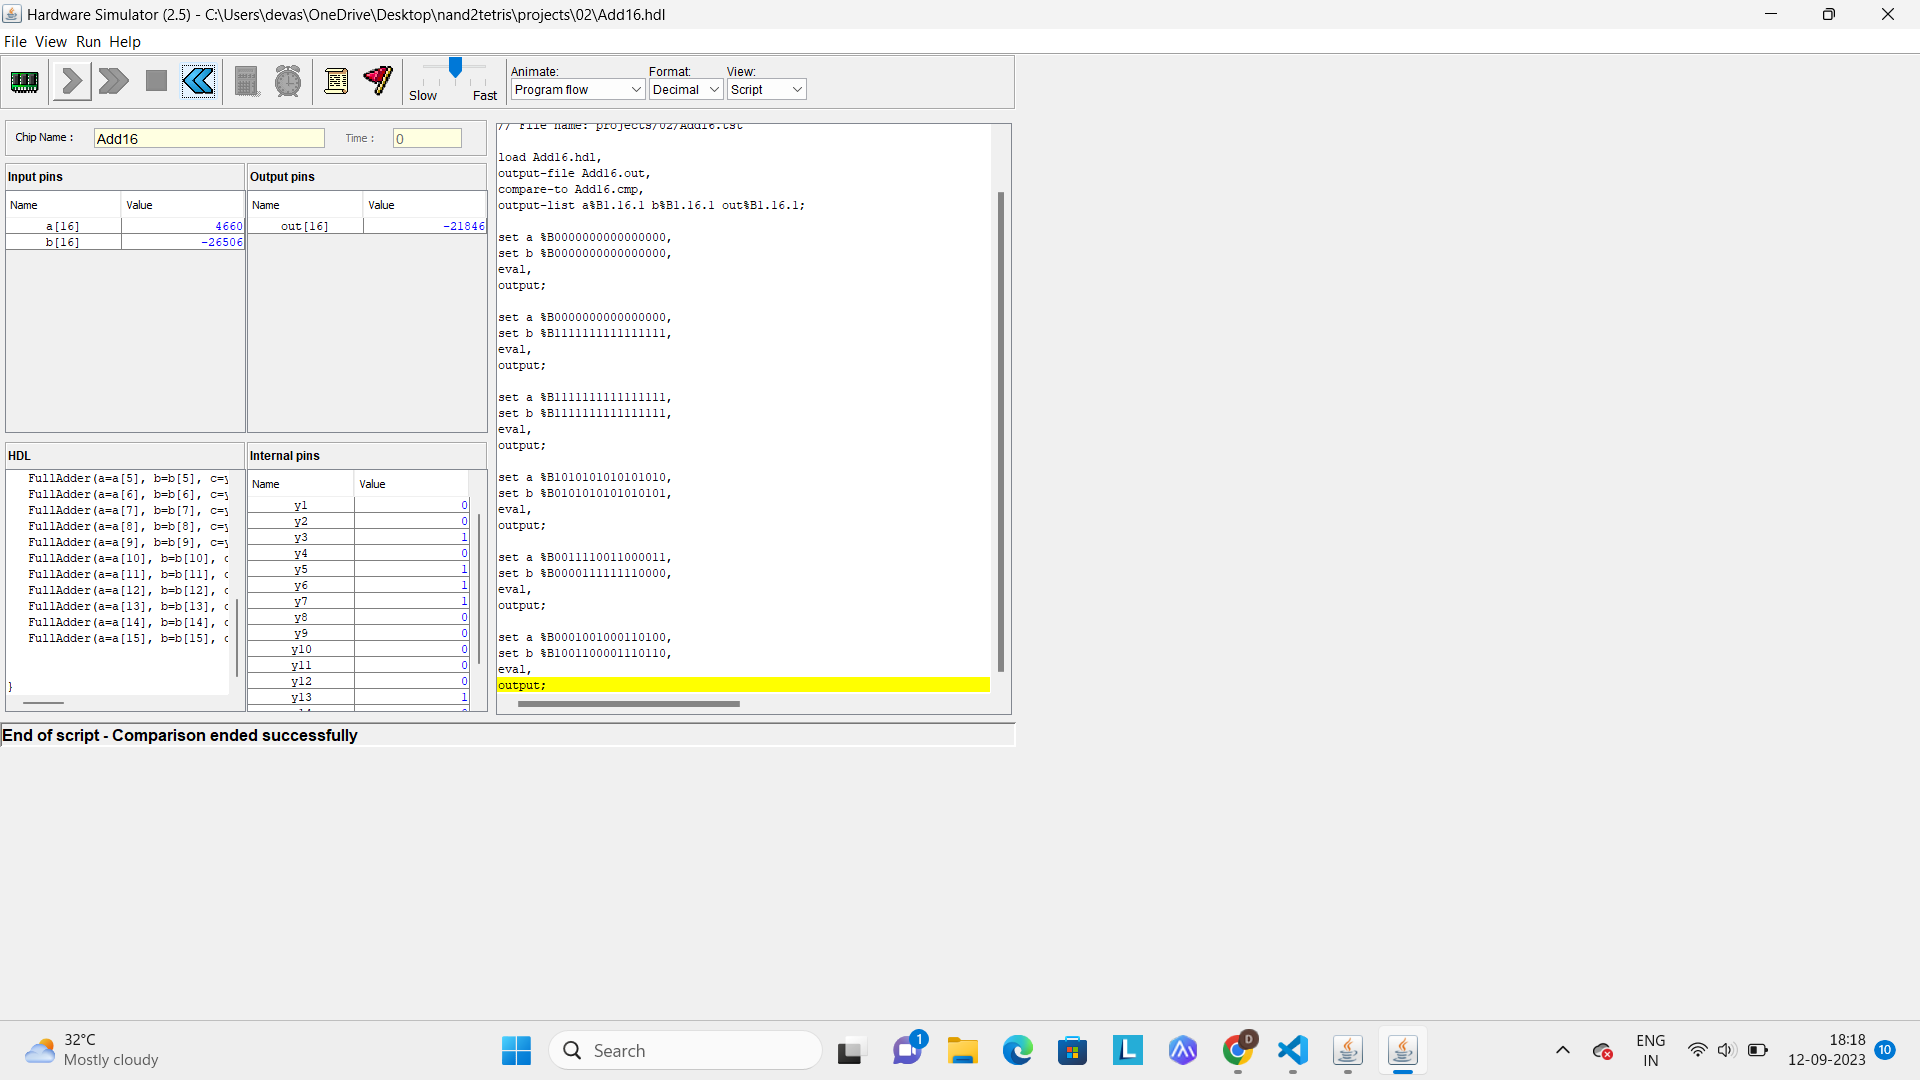 Hardware Simulator (2.5) - C:\Users\devas\OneDrive\Desktop\nand2tetris\projects\02\Add16.hdl
File View Run Help
Slow Fast
Animate: Format: View:
Program flow Decimal Script
Chip Name : Add16 Time : 0
Input pins
Name Value
a[16] 4660
b[16] -26506
Output pins
Name Value
out[16] -21846
HDL
FullAdder(a=a[5], b=b[5], c=y
FullAdder(a=a[6], b=b[6], c=y
FullAdder(a=a[7], b=b[7], c=y
FullAdder(a=a[8], b=b[8], c=y
FullAdder(a=a[9], b=b[9], c=y
FullAdder(a=a[10], b=b[10], c
FullAdder(a=a[11], b=b[11], c
FullAdder(a=a[12], b=b[12], c
FullAdder(a=a[13], b=b[13], c
FullAdder(a=a[14], b=b[14], c
FullAdder(a=a[15], b=b[15], c
}
Internal pins
Name Value
y1 0
y2 0
y3 1
y4 0
y5 1
y6 1
y7 1
y8 0
y9 0
y10 0
y11 0
y12 0
y13 1
// File name: projects/02/Add16.tst
load Add16.hdl,
output-file Add16.out,
compare-to Add16.cmp,
output-list a%B1.16.1 b%B1.16.1 out%B1.16.1;
set a %B0000000000000000,
set b %B0000000000000000,
eval,
output;
set a %B0000000000000000,
set b %B1111111111111111,
eval,
output;
set a %B1111111111111111,
set b %B1111111111111111,
eval,
output;
set a %B1010101010101010,
set b %B0101010101010101,
eval,
output;
set a %B0011110011000011,
set b %B0000111111110000,
eval,
output;
set a %B0001001000110100,
set b %B1001100001110110,
eval,
output;
End of script - Comparison ended successfully
32°C
Mostly cloudy
Search
1
L
D
ENG
IN
18:18
12-09-2023
10